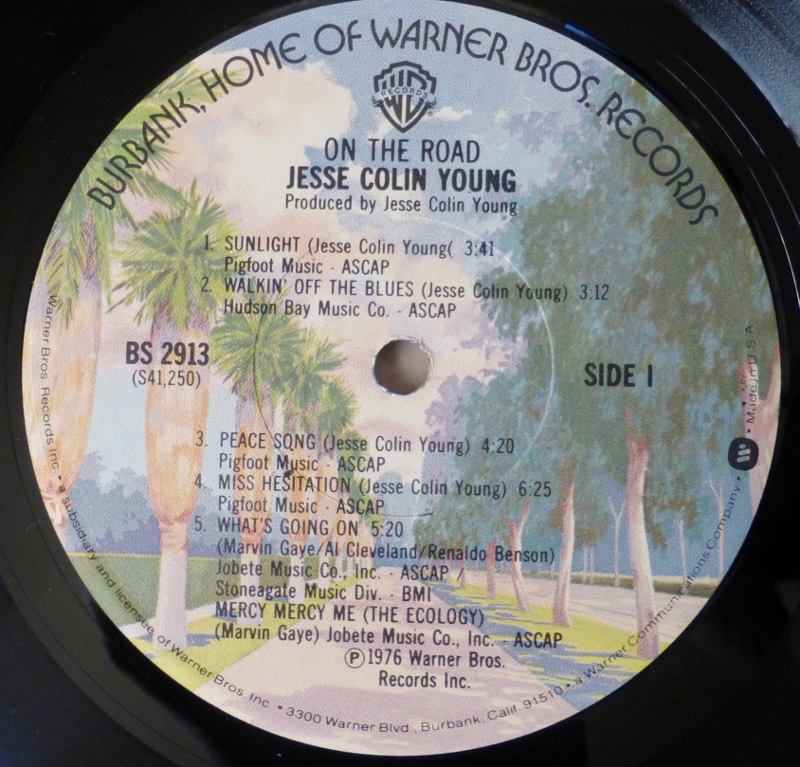 BURBANK, HOME OF WARNER BROS. RECORDS
W B
RECORDS
ON THE ROAD
JESSE COLIN YOUNG
Produced by Jesse Colin Young
1. SUNLIGHT (Jesse Colin Young( 3:41
Pigfoot Music - ASCAP
2. WALKIN' OFF THE BLUES (Jesse Colin Young) 3:12
Hudson Bay Music Co. - ASCAP
BS 2913
(S41,250)
SIDE 1
3. PEACE SONG (Jesse Colin Young) 4:20
Pigfoot Music - ASCAP
4. MISS HESITATION (Jesse Colin Young) 6:25
Pigfoot Music - ASCAP
5. WHAT'S GOING ON 5:20
(Marvin Gaye/Al Cleveland/Renaldo Benson)
Jobete Music Co., Inc. - ASCAP /
Stoneagate Music Div. - BMI
MERCY MERCY ME (THE ECOLOGY)
(Marvin Gaye) Jobete Music Co., Inc. - ASCAP
Ⓟ1976 Warner Bros.
Records Inc.
Warner Bros. Records Inc. • a subsidiary and licensee of Warner Bros. Inc. • 3300 Warner Blvd., Burbank, Calif. 91510 • a Warner Communications Company • • Made in U S A